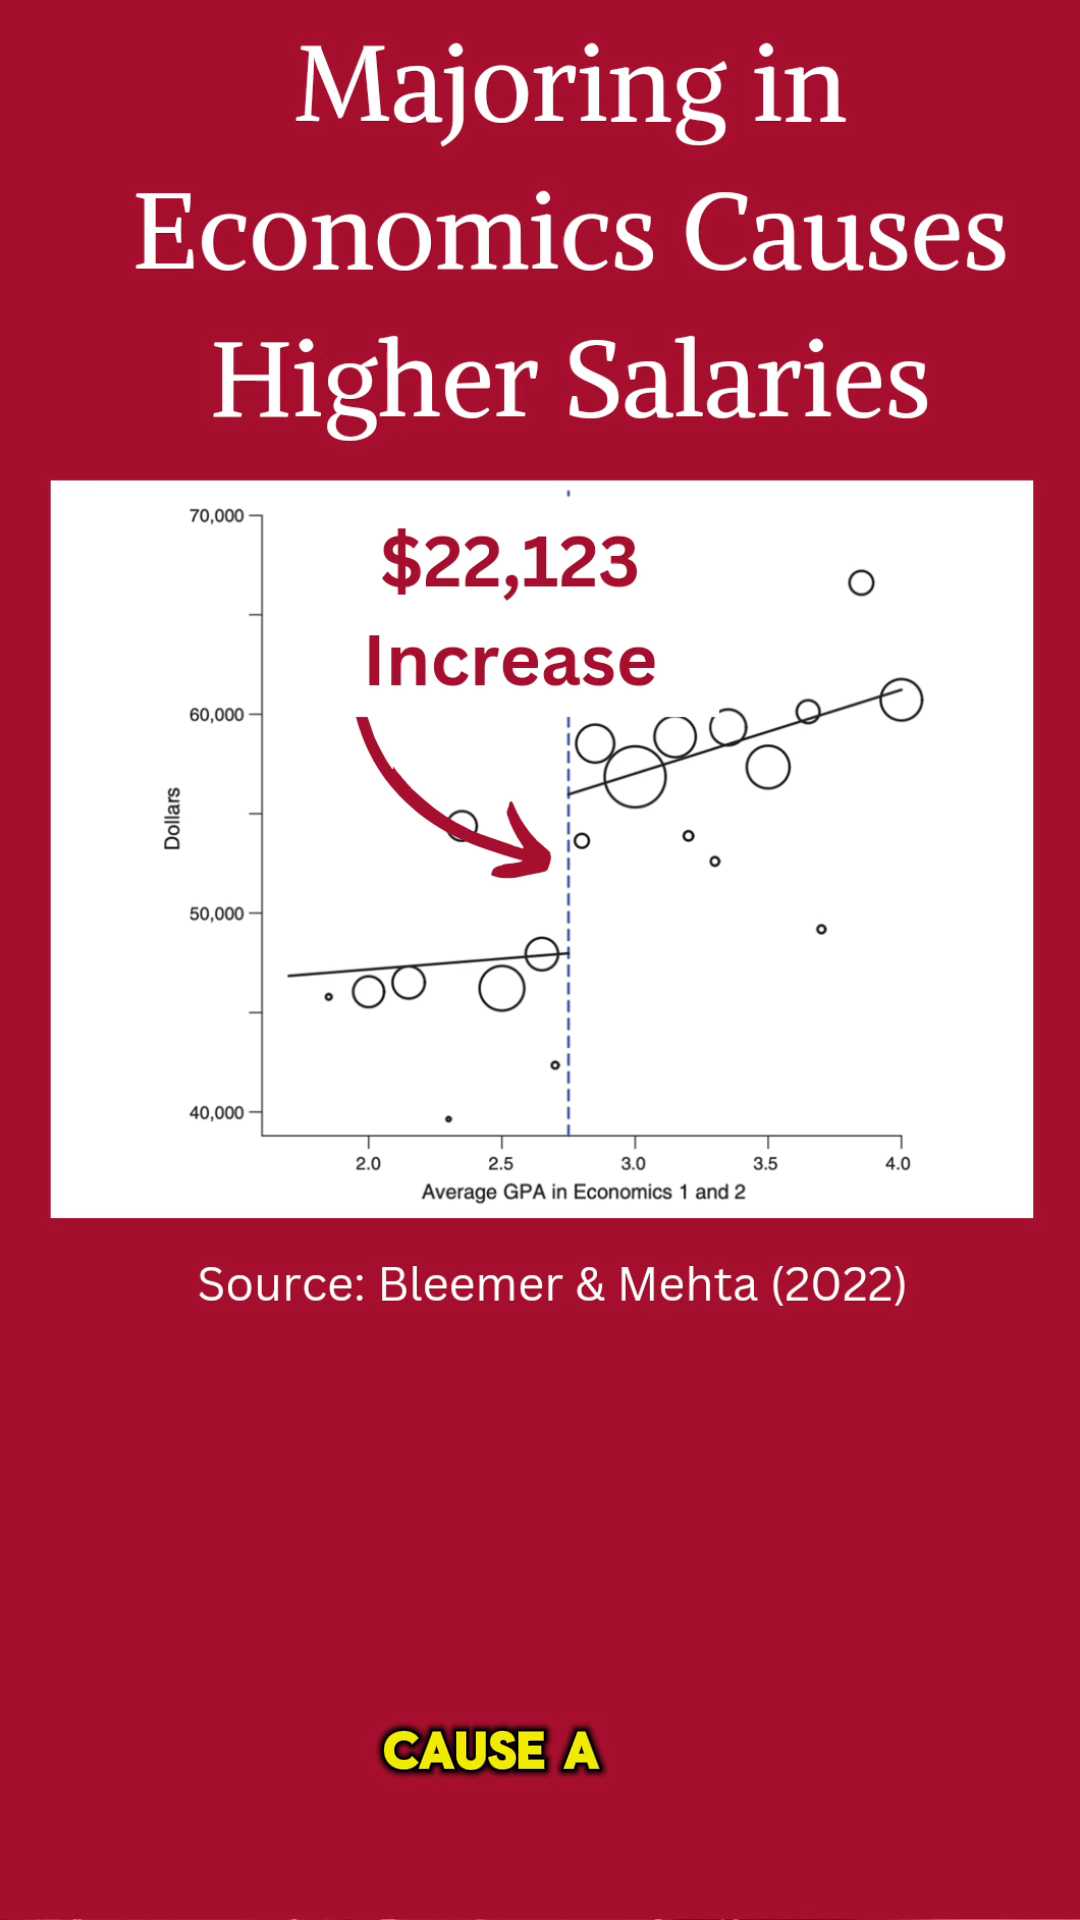 Majoring in
Economics Causes
Higher Salaries
70,000
$22,123
Increase
60,000
Dollars
50,000
40,000
2.0 2.5 3.0 3.5 4.0
Average GPA in Economics 1 and 2
Source: Bleemer & Mehta (2022)
CAUSE A